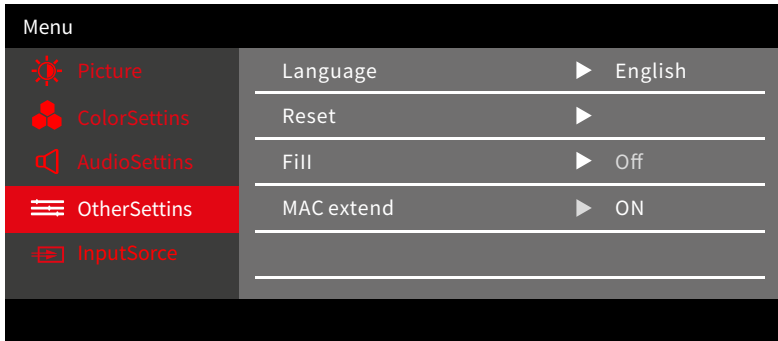 Menu
Picture
Language ▶ English
ColorSettins
Reset ▶
AudioSettins
Fill ▶ Off
OtherSettins
MAC extend ▶ ON
InputSorce